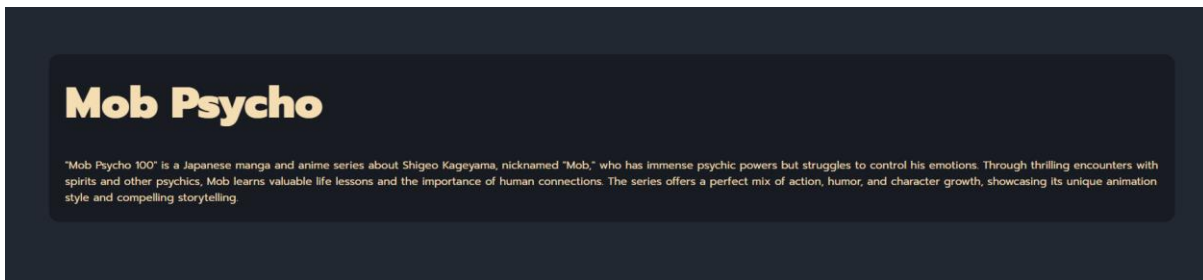 Mob Psycho
"Mob Psycho 100" is a Japanese manga and anime series about Shigeo Kageyama, nicknamed "Mob," who has immense psychic powers but struggles to control his emotions. Through thrilling encounters with
spirits and other psychics, Mob learns valuable life lessons and the importance of human connections. The series offers a perfect mix of action, humor, and character growth, showcasing its unique animation
style and compelling storytelling.